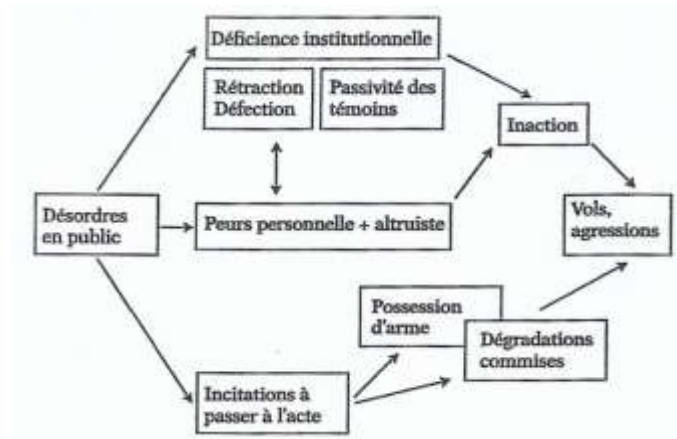 Déficience institutionnelle
Rétraction
Défection
Passivité des
témoins
Inaction
Désordres
en public
Peurs personnelle + altruiste
Vols,
agressions
Possession
d'arme
Dégradations
commises
Incitations à
passer à l'acte